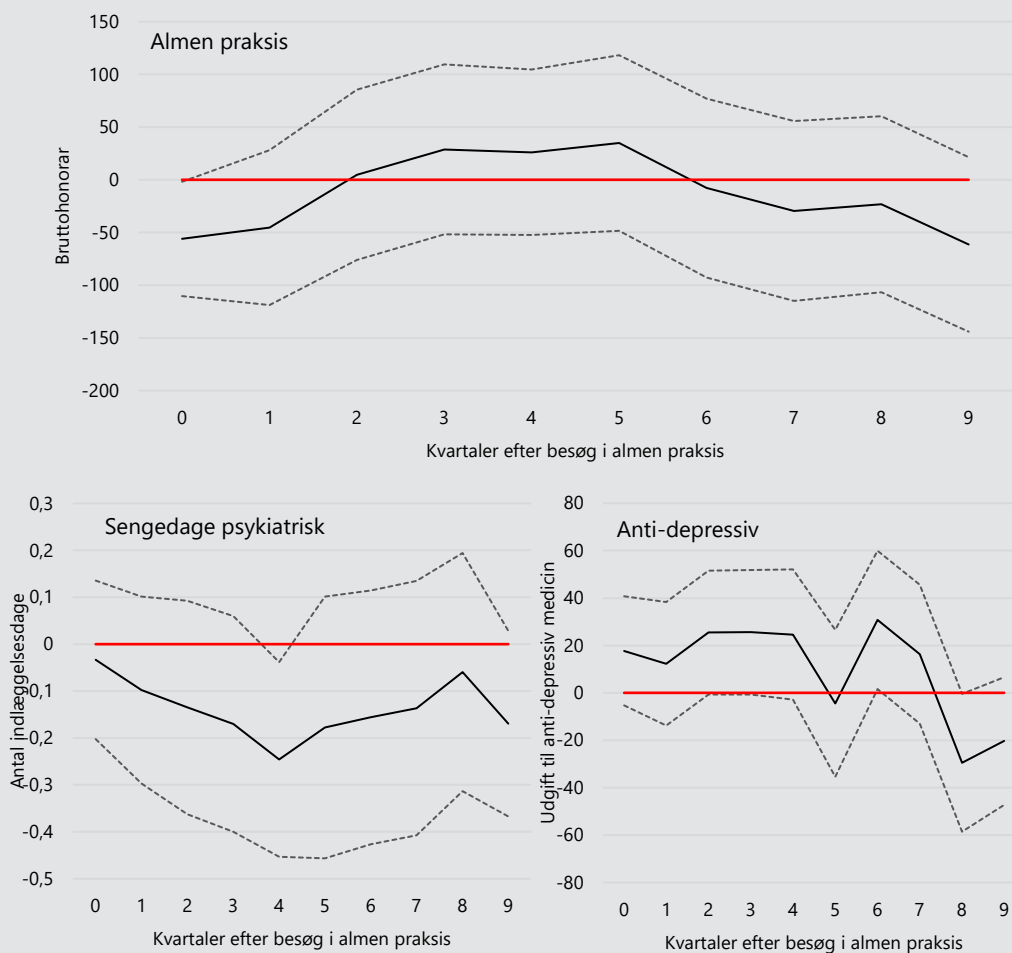 Almen praksis
Bruttohonorar
150
100
50
0
-50
-100
-150
-200
0 1 2 3 4 5 6 7 8 9
Kvartaler efter besøg i almen praksis
Sengedage psykiatrisk
Antal indlæggelsesdage
0,3
0,2
0,1
0
-0,1
-0,2
-0,3
-0,4
-0,5
0 1 2 3 4 5 6 7 8 9
Kvartaler efter besøg i almen praksis
Anti-depressiv
Udgift til anti-depressiv medicin
80
60
40
20
0
-20
-40
-60
-80
0 1 2 3 4 5 6 7 8 9
Kvartaler efter besøg i almen praksis